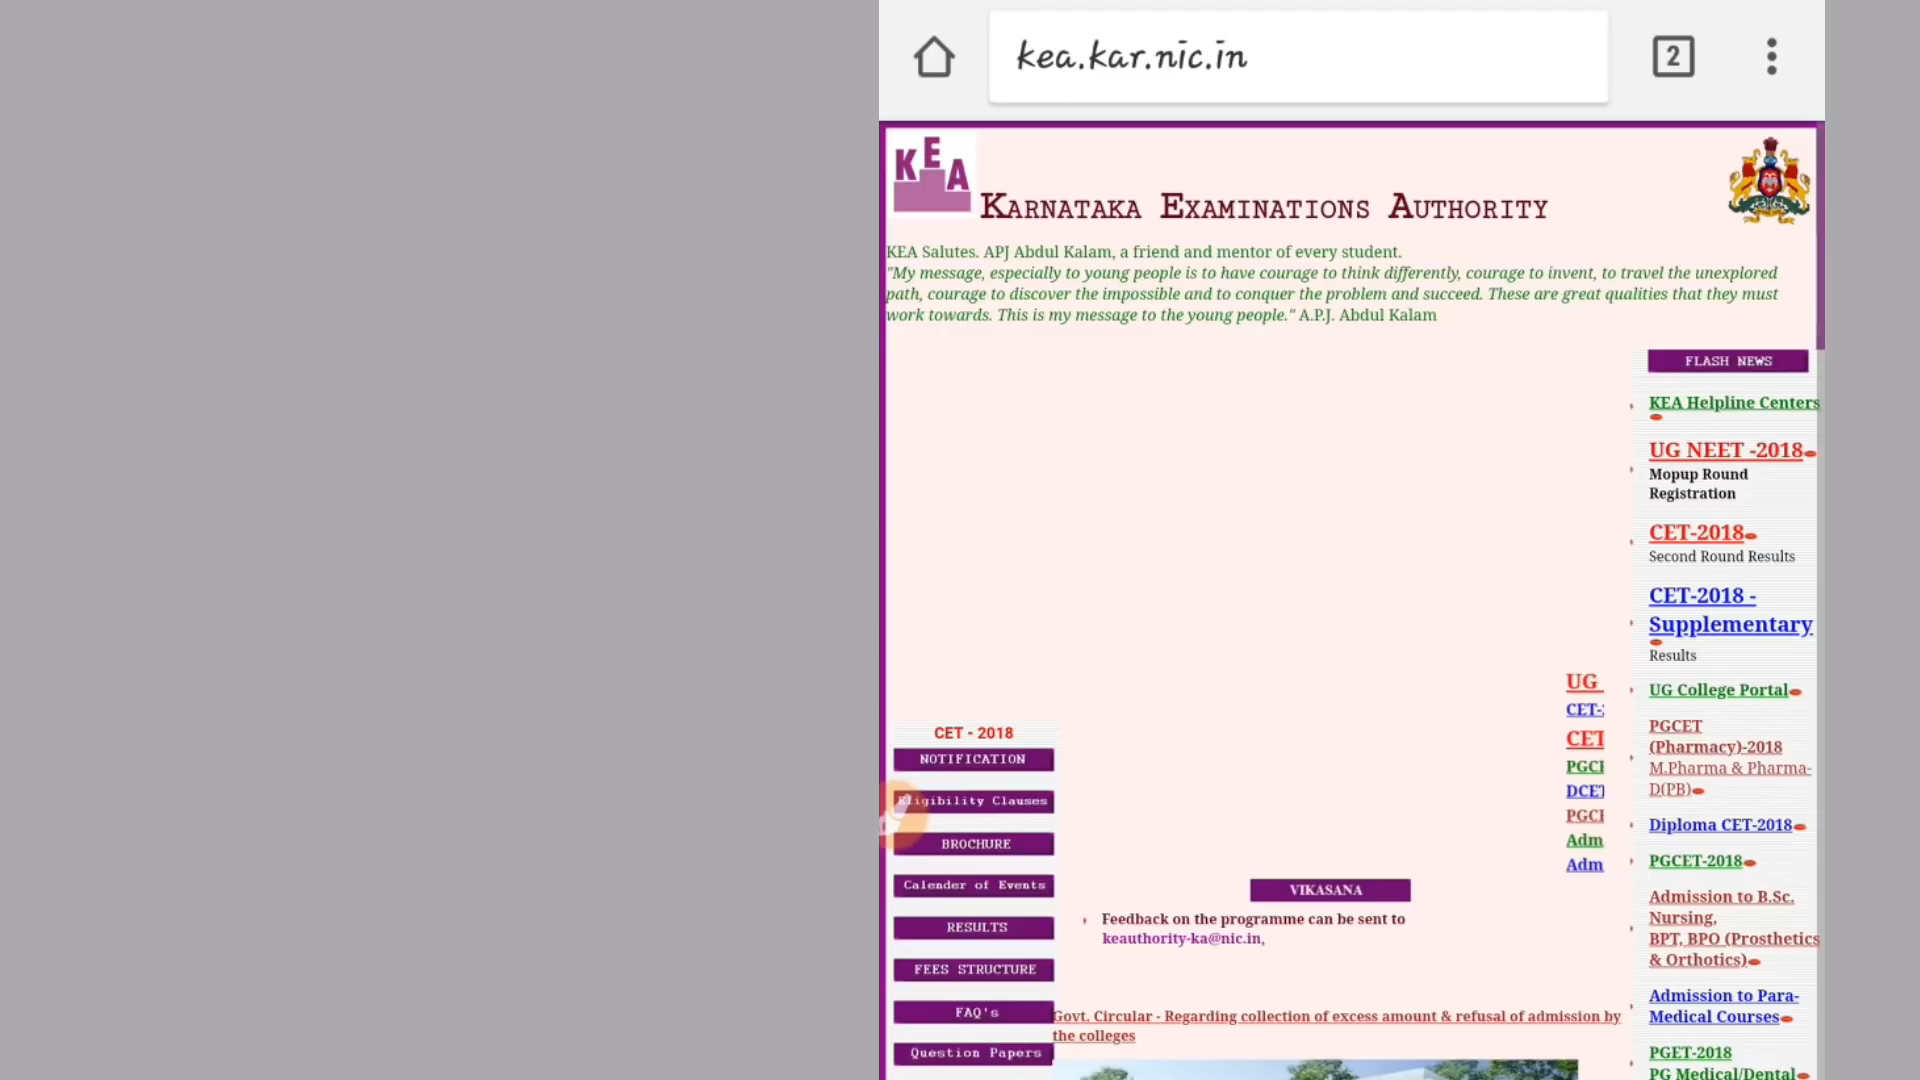 kea.kar.nic.in
2
KEA
KARNATAKA EXAMINATIONS AUTHORITY
KEA Salutes. APJ Abdul Kalam, a friend and mentor of every student.
"My message, especially to young people is to have courage to think differently, courage to invent, to travel the unexplored
path, courage to discover the impossible and to conquer the problem and succeed. These are great qualities that they must
work towards. This is my message to the young people." A.P.J. Abdul Kalam
FLASH NEWS
KEA Helpline Centers
UG NEET -2018
Mopup Round
Registration
CET-2018
Second Round Results
CET-2018 -
Supplementary
Results
UG College Portal
PGCET
(Pharmacy)-2018
M.Pharma & Pharma-
D(PB)
Diploma CET-2018
PGCET-2018
Admission to B.Sc.
Nursing,
BPT, BPO (Prosthetics
& Orthotics)
Admission to Para-
Medical Courses
PGET-2018
PG Medical/Dental
UG
CET-
CET
PGCE
DCET
PGCE
Adm
Adm
CET - 2018
NOTIFICATION
Eligibility Clauses
BROCHURE
Calender of Events
RESULTS
FEES STRUCTURE
FAQ's
Question Papers
VIKASANA
Feedback on the programme can be sent to
keauthority-ka@nic.in,
Govt. Circular - Regarding collection of excess amount & refusal of admission by
the colleges